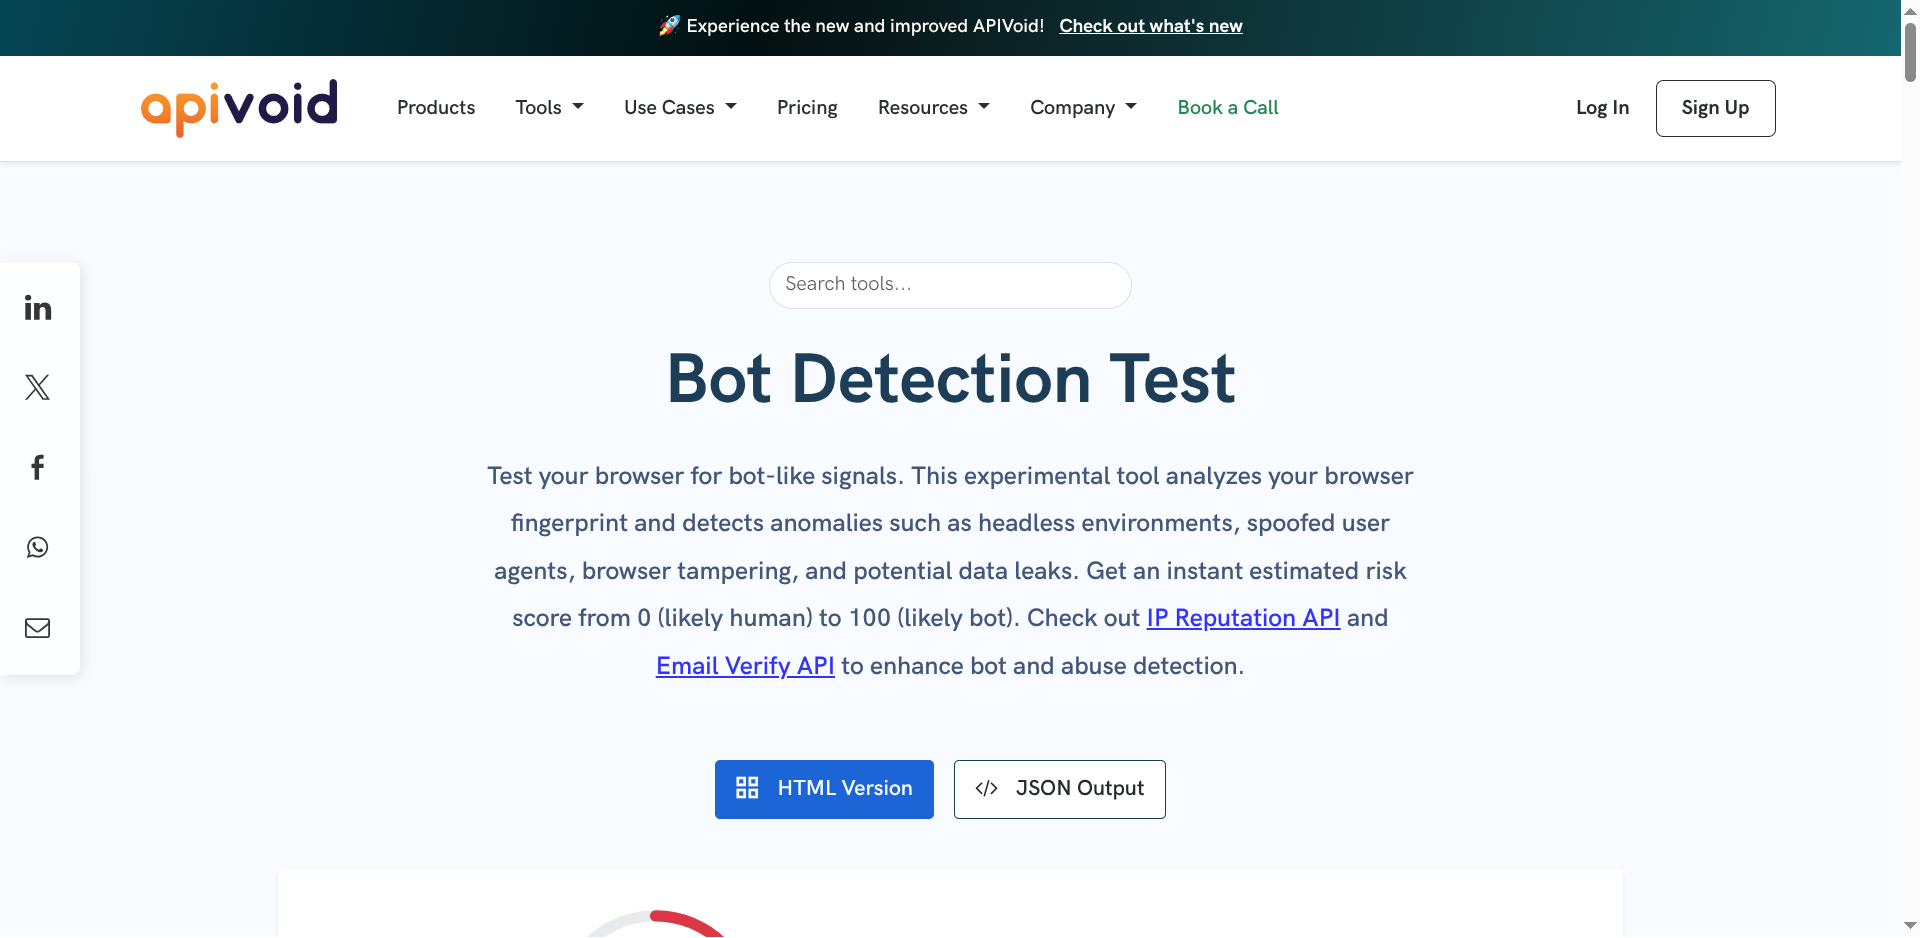 🚀 Experience the new and improved APIVoid! Check out what's new
apivoid
Products
Tools
Use Cases
Pricing
Resources
Company
Book a Call
Log In
Sign Up
Search tools...
Bot Detection Test
Test your browser for bot-like signals. This experimental tool analyzes your browser
fingerprint and detects anomalies such as headless environments, spoofed user
agents, browser tampering, and potential data leaks. Get an instant estimated risk
score from 0 (likely human) to 100 (likely bot). Check out IP Reputation API and
Email Verify API to enhance bot and abuse detection.
HTML Version
JSON Output